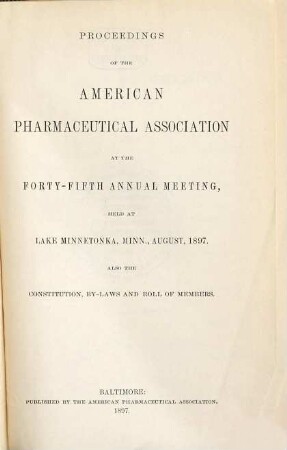 PROCEEDINGS
OF THE
AMERICAN
PHARMACEUTICAL ASSOCIATION
AT THE
FORTY-FIFTH ANNUAL MEETING,
HELD AT
LAKE MINNETONKA, MINN., AUGUST, 1897.
ALSO THE
CONSTITUTION, BY-LAWS AND ROLL OF MEMBERS.
BALTIMORE:
PUBLISHED BY THE AMERICAN PHARMACEUTICAL ASSOCIATION.
1897.